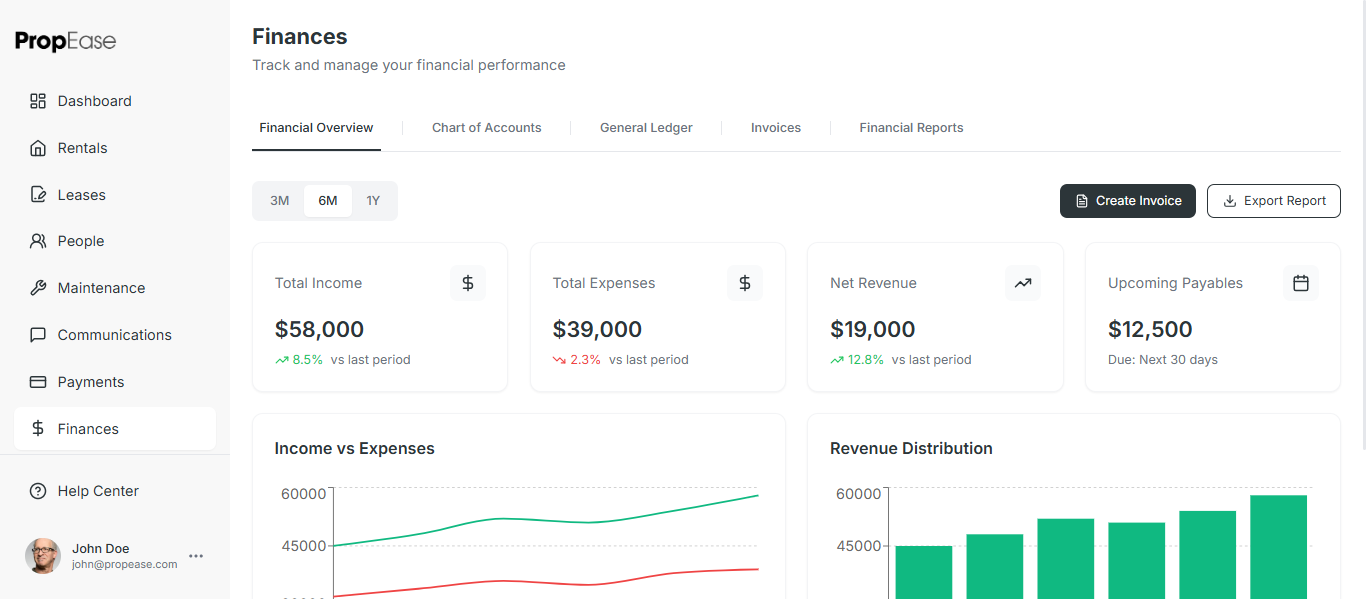 PropEase
Dashboard
Rentals
Leases
People
Maintenance
Communications
Payments
Finances
Help Center
John Doe
john@propease.com
Finances
Track and manage your financial performance
Financial Overview
Chart of Accounts
General Ledger
Invoices
Financial Reports
3M
6M
1Y
Create Invoice
Export Report
Total Income
$58,000
8.5% vs last period
Total Expenses
$39,000
2.3% vs last period
Net Revenue
$19,000
12.8% vs last period
Upcoming Payables
$12,500
Due: Next 30 days
Income vs Expenses
60000
45000
Revenue Distribution
60000
45000